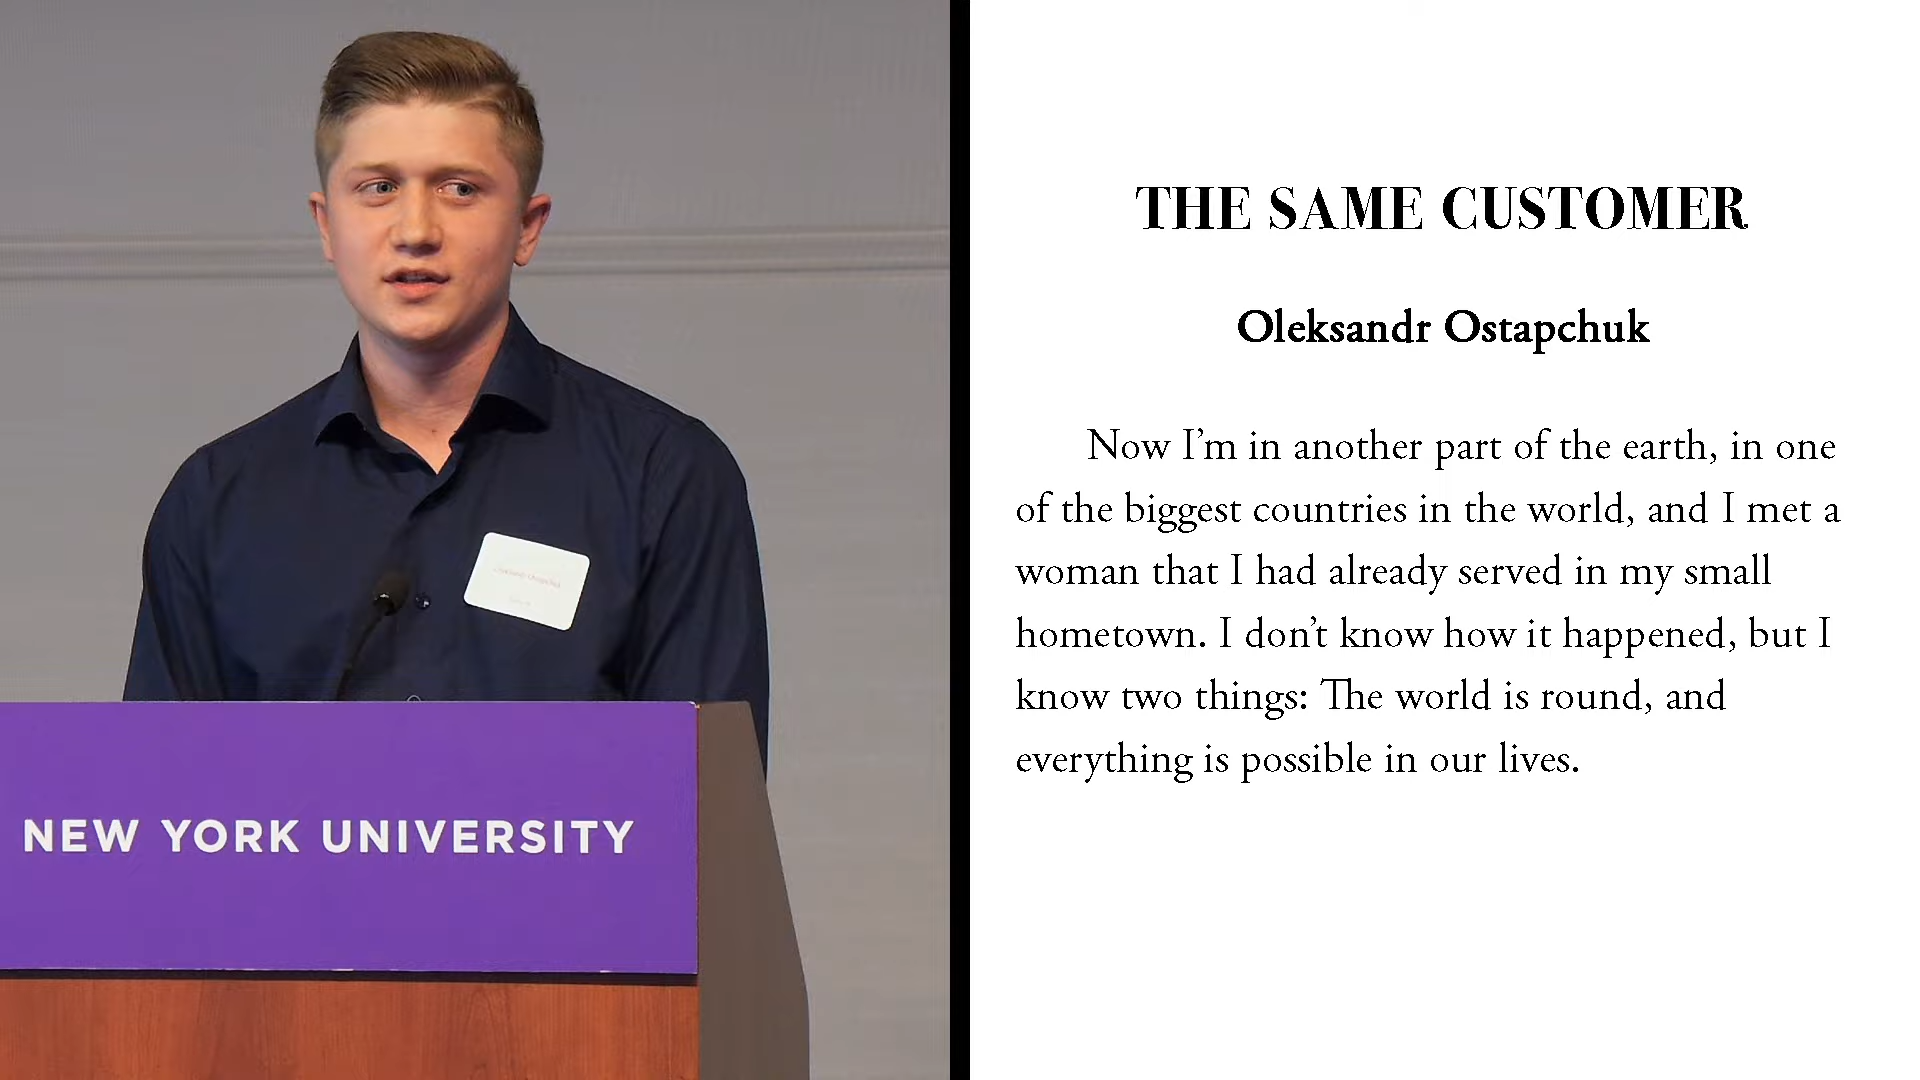 THE SAME CUSTOMER
Oleksandr Ostapchuk
Now I’m in another part of the earth, in one
of the biggest countries in the world, and I met a
woman that I had already served in my small
hometown. I don’t know how it happened, but I
know two things: The world is round, and
everything is possible in our lives.
Oleksandr Ostapchuk
NEW YORK UNIVERSITY